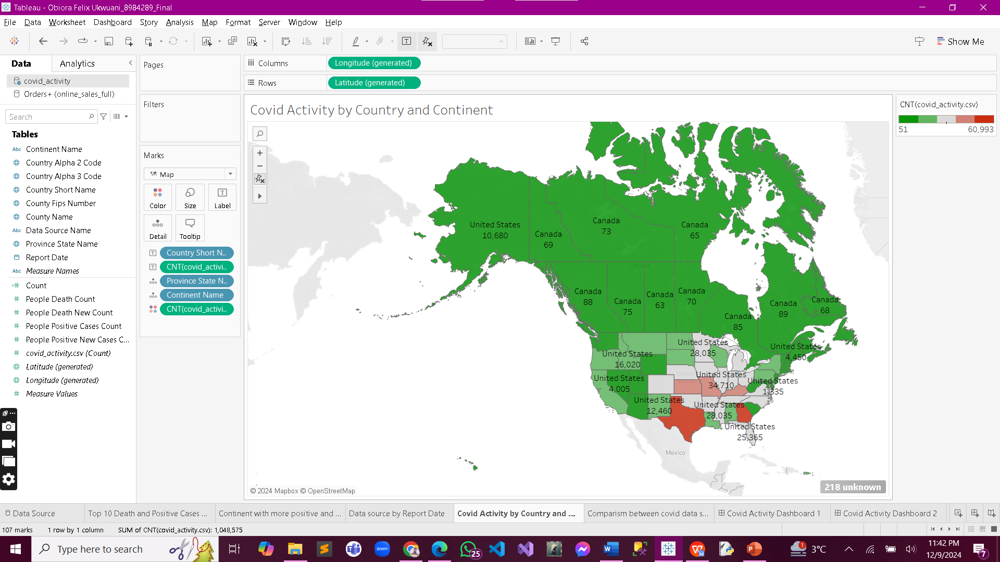 Tableau - Obiora Felix Ukwuani_8984289_Final
File Data Worksheet Dashboard Story Analysis Map Format Server Window Help
Show Me
Data Analytics
covid_activity
Orders+ (online_sales_full)
Search
Tables
Abc Continent Name
Country Alpha 2 Code
Country Alpha 3 Code
Country Short Name
County Fips Number
County Name
Abc Data Source Name
Province State Name
Report Date
Abc Measure Names
Count
People Death Count
People Death New Count
People Positive Cases Count
People Positive New Cases C...
covid_activity.csv (Count)
Latitude (generated)
Longitude (generated)
Measure Values
Pages
Filters
Marks
Map
Color Size Label
Detail Tooltip
Country Short N..
CNT(covid_activi..
Province State N..
Continent Name
CNT(covid_activi..
Columns Longitude (generated)
Rows Latitude (generated)
Covid Activity by Country and Continent
United States
10,680
Canada
69
Canada
73
Canada
65
Canada
Canada
88
Canada
75
Canada
63
Canada
70
Canada
85
Canada
89
Canada
68
United States
28,035
United States
4,450
United States
16,020
United States
34,710
United States
4,005
United States
1,335
United States
12,460
United States
28,035
United States
25,365
United States
Mexico
© 2024 Mapbox © OpenStreetMap
218 unknown
CNT(covid_activity.csv)
51 60,993
Data Source
Top 10 Death and Positive Cases ...
Continent with more positive and ...
Data source by Report Date
Covid Activity by Country and ...
Comparism between covid data s...
Covid Activity Dashboard 1
Covid Activity Dashboard 2
107 marks 1 row by 1 column SUM of CNT(covid_activity.csv): 1,048,575
Type here to search
zoom
25
1
3°C
11:42 PM
12/9/2024
7